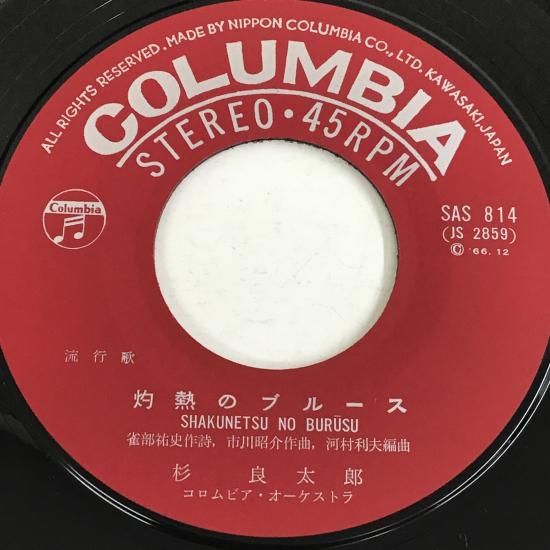 ALL RIGHTS RESERVED. MADE BY NIPPON COLUMBIA CO., LTD. KAWASAKI, JAPAN
COLUMBIA
STEREO・45RPM
Columbia
SAS 814
(JS 2859)
Ⓒ '66. 12
流行歌
灼熱のブルース
SHAKUNETSU NO BURŪSU
雀部祐史作詩, 市川昭介作曲, 河村利夫編曲
杉 良太郎
コロムビア・オーケストラ